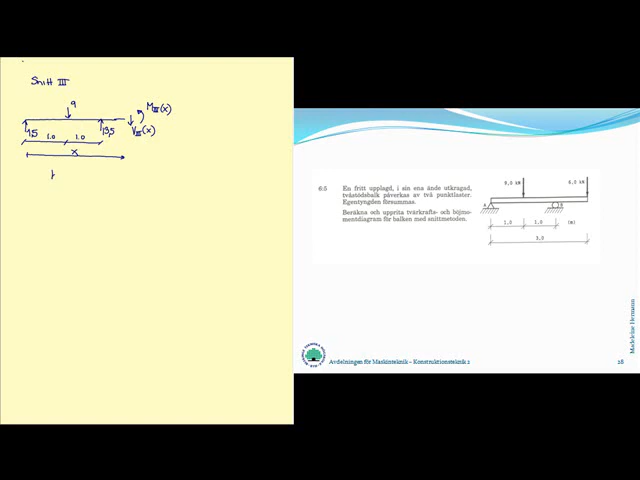 Snitt III
9
M III (x)
1,5
13,5
V III (x)
1.0
1.0
x
6:5
En fritt upplagd, i sin ena ände utkragad,
tvåstödsbalk påverkas av två punktlaster.
Egentyngden försummas.
Beräkna och upprita tvärkrafts- och böjmo-
mentdiagram för balken med snittmetoden.
9,0 kN
6,0 kN
A
B
1,0
1,0
(m)
3,0
Avdelningen för Maskinteknik – Konstruktionsteknik 2
28
Madeleine Hermann